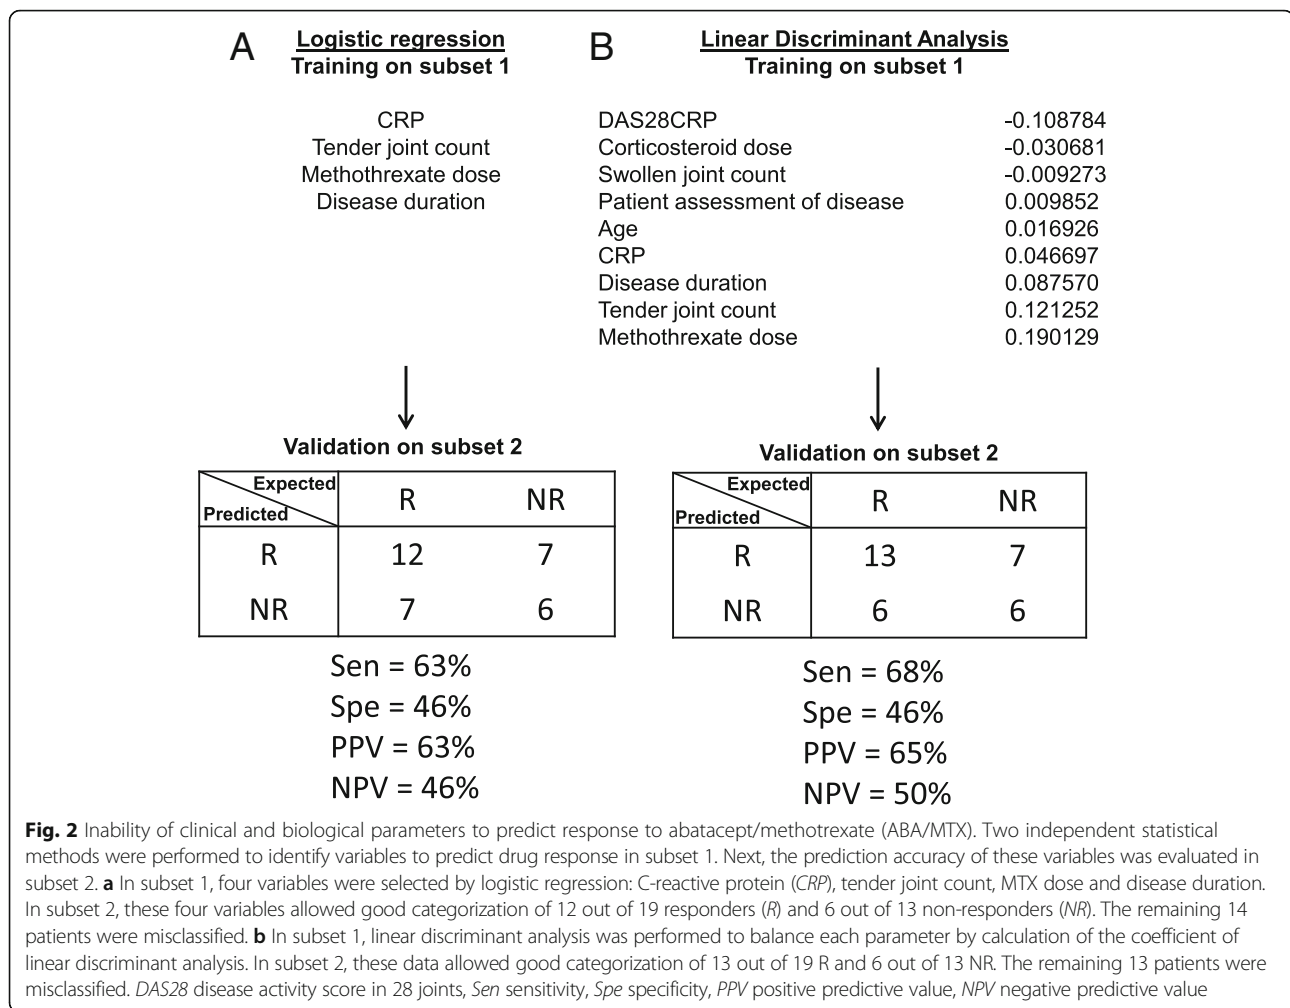 A
Logistic regression
Training on subset 1
CRP
Tender joint count
Methothrexate dose
Disease duration
Validation on subset 2
Expected
Predicted
R NR
R 12 7
NR 7 6
Sen = 63%
Spe = 46%
PPV = 63%
NPV = 46%
B
Linear Discriminant Analysis
Training on subset 1
DAS28CRP -0.108784
Corticosteroid dose -0.030681
Swollen joint count -0.009273
Patient assessment of disease 0.009852
Age 0.016926
CRP 0.046697
Disease duration 0.087570
Tender joint count 0.121252
Methothrexate dose 0.190129
Validation on subset 2
Expected
Predicted
R NR
R 13 7
NR 6 6
Sen = 68%
Spe = 46%
PPV = 65%
NPV = 50%
Fig. 2 Inability of clinical and biological parameters to predict response to abatacept/methotrexate (ABA/MTX). Two independent statistical
methods were performed to identify variables to predict drug response in subset 1. Next, the prediction accuracy of these variables was evaluated in
subset 2. a In subset 1, four variables were selected by logistic regression: C-reactive protein (CRP), tender joint count, MTX dose and disease duration.
In subset 2, these four variables allowed good categorization of 12 out of 19 responders (R) and 6 out of 13 non-responders (NR). The remaining 14
patients were misclassified. b In subset 1, linear discriminant analysis was performed to balance each parameter by calculation of the coefficient of
linear discriminant analysis. In subset 2, these data allowed good categorization of 13 out of 19 R and 6 out of 13 NR. The remaining 13 patients were
misclassified. DAS28 disease activity score in 28 joints, Sen sensitivity, Spe specificity, PPV positive predictive value, NPV negative predictive value